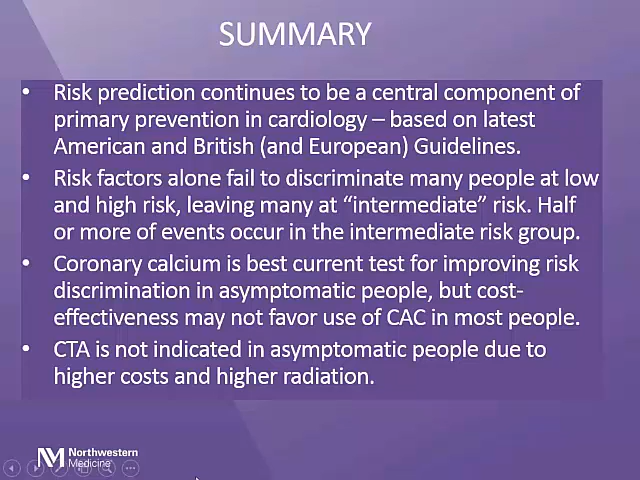 SUMMARY
• Risk prediction continues to be a central component of
primary prevention in cardiology – based on latest
American and British (and European) Guidelines.
• Risk factors alone fail to discriminate many people at low
and high risk, leaving many at “intermediate” risk. Half
or more of events occur in the intermediate risk group.
• Coronary calcium is best current test for improving risk
discrimination in asymptomatic people, but cost-
effectiveness may not favor use of CAC in most people.
• CTA is not indicated in asymptomatic people due to
higher costs and higher radiation.
M Northwestern
Medicine